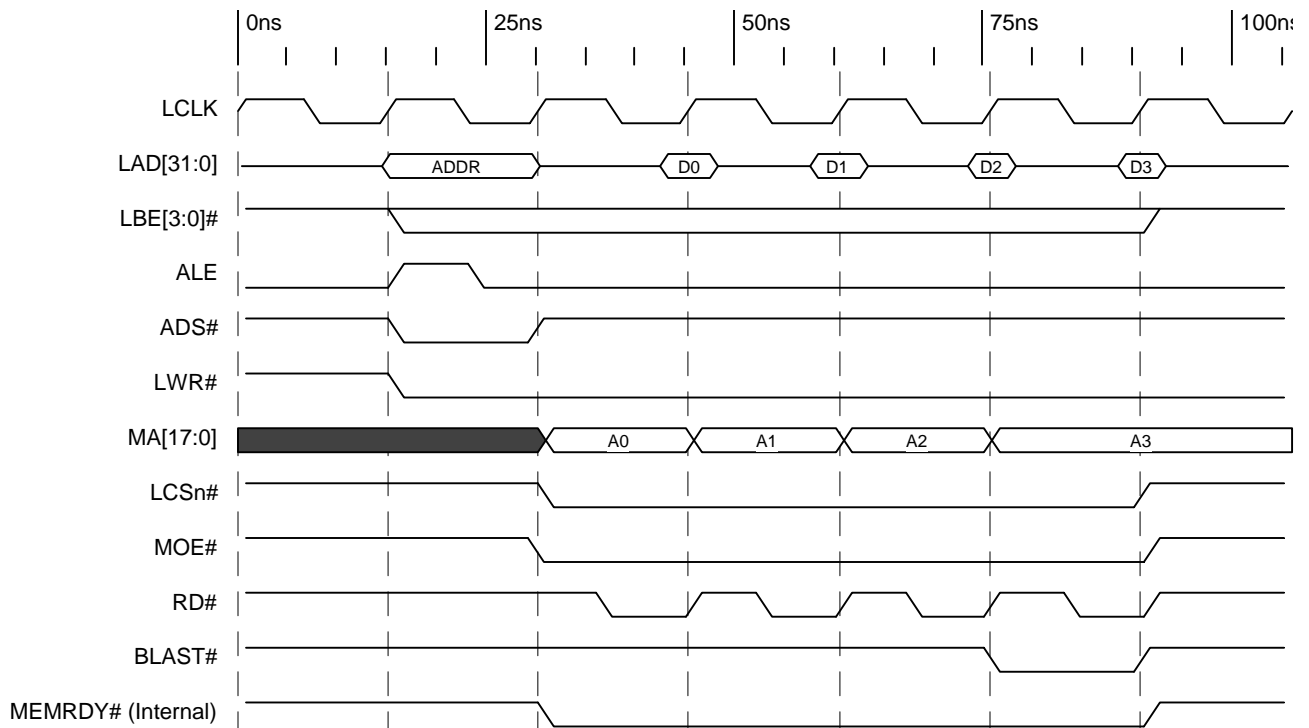 0ns 25ns 50ns 75ns 100ns
LCLK
LAD[31:0] ADDR D0 D1 D2 D3
LBE[3:0]#
ALE
ADS#
LWR#
MA[17:0] A0 A1 A2 A3
LCSn#
MOE#
RD#
BLAST#
MEMRDY# (Internal)